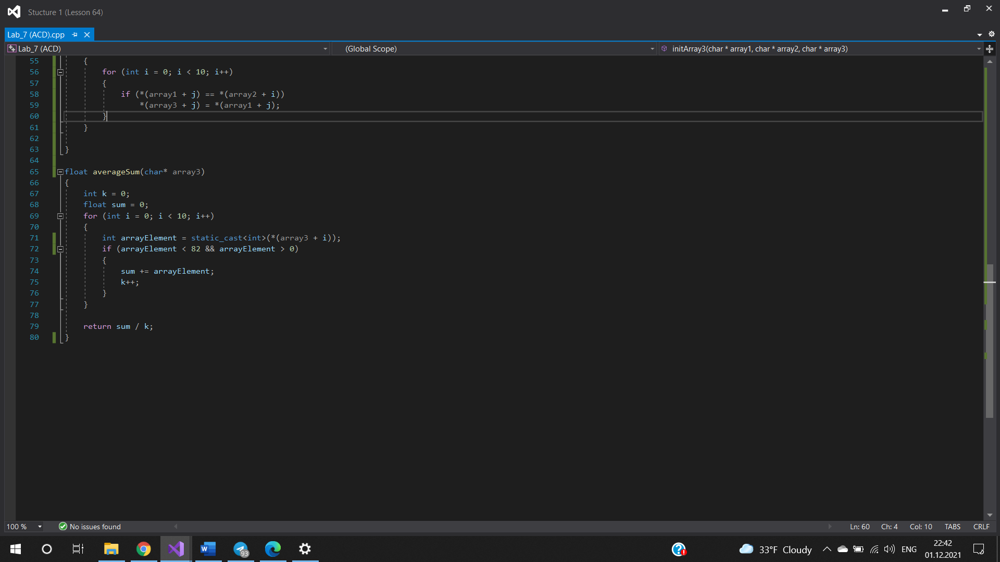 Stucture 1 (Lesson 64)
Lab_7 (ACD).cpp
Lab_7 (ACD) (Global Scope) initArray3(char * array1, char * array2, char * array3)
55 {
56 for (int i = 0; i < 10; i++)
57 {
58 if (*(array1 + j) == *(array2 + i))
59 *(array3 + j) = *(array1 + j);
60 }
61 }
62
63 }
64
65 float averageSum(char* array3)
66 {
67 int k = 0;
68 float sum = 0;
69 for (int i = 0; i < 10; i++)
70 {
71 int arrayElement = static_cast<int>(*(array3 + i));
72 if (arrayElement < 82 && arrayElement > 0)
73 {
74 sum += arrayElement;
75 k++;
76 }
77 }
78
79 return sum / k;
80 }
100 % No issues found Ln: 60 Ch: 4 Col: 10 TABS CRLF
93 33°F Cloudy ENG 22:42
01.12.2021